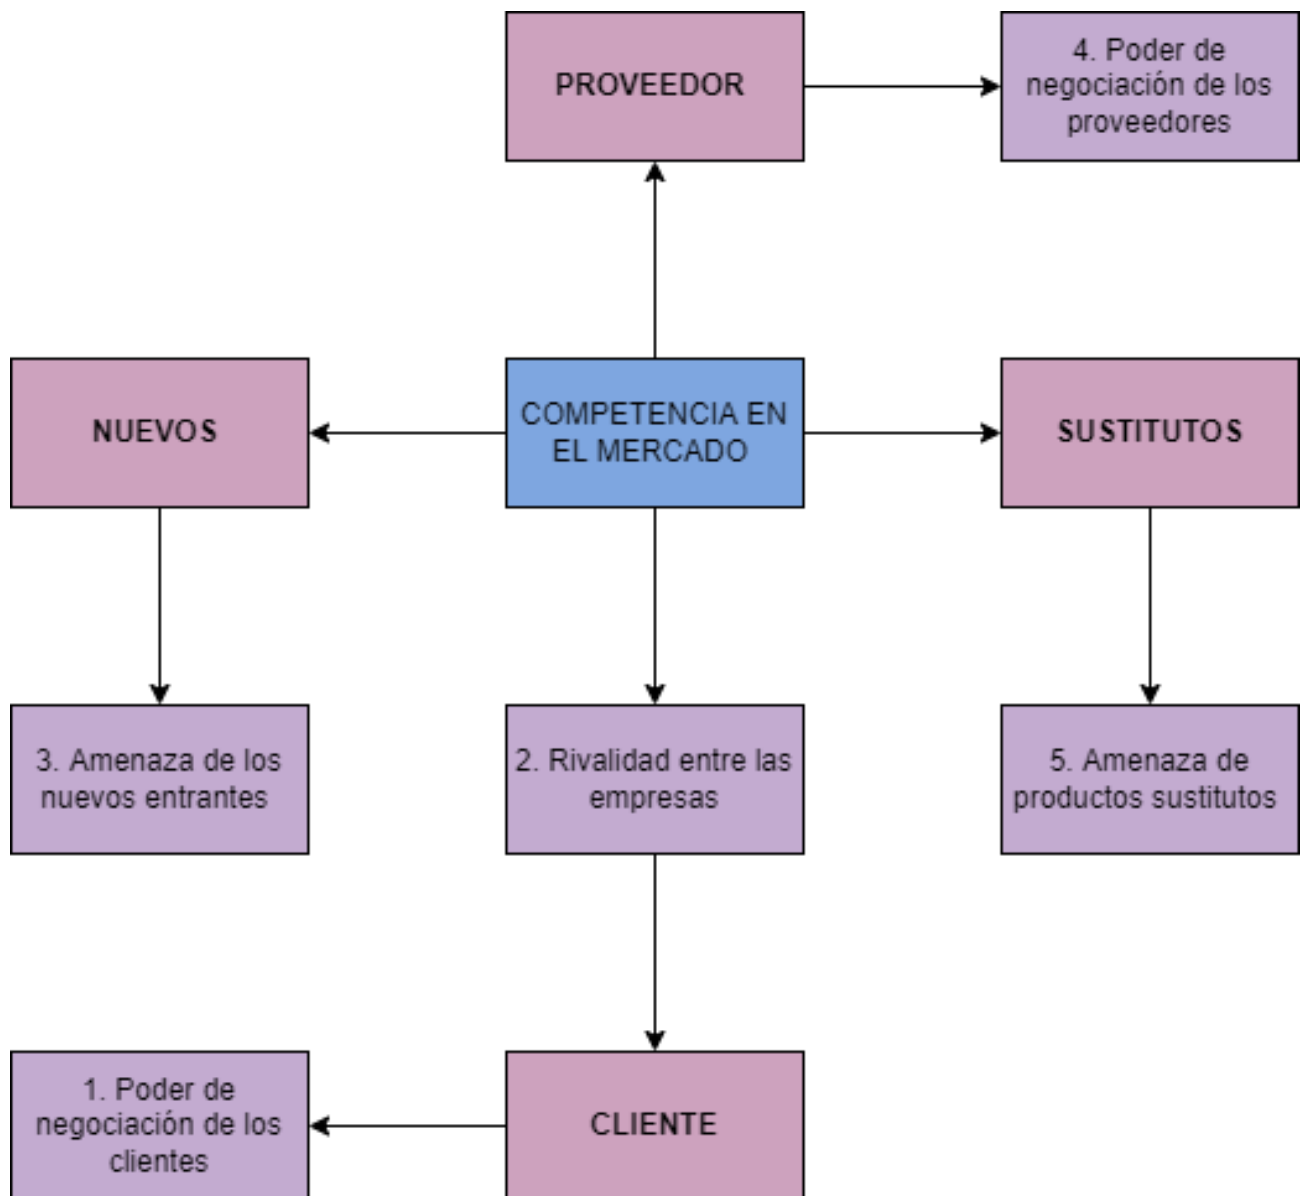 PROVEEDOR
4. Poder de
negociación de los
proveedores
NUEVOS
COMPETENCIA EN
EL MERCADO
SUSTITUTOS
3. Amenaza de los
nuevos entrantes
2. Rivalidad entre las
empresas
5. Amenaza de
productos sustitutos
1. Poder de
negociación de los
clientes
CLIENTE